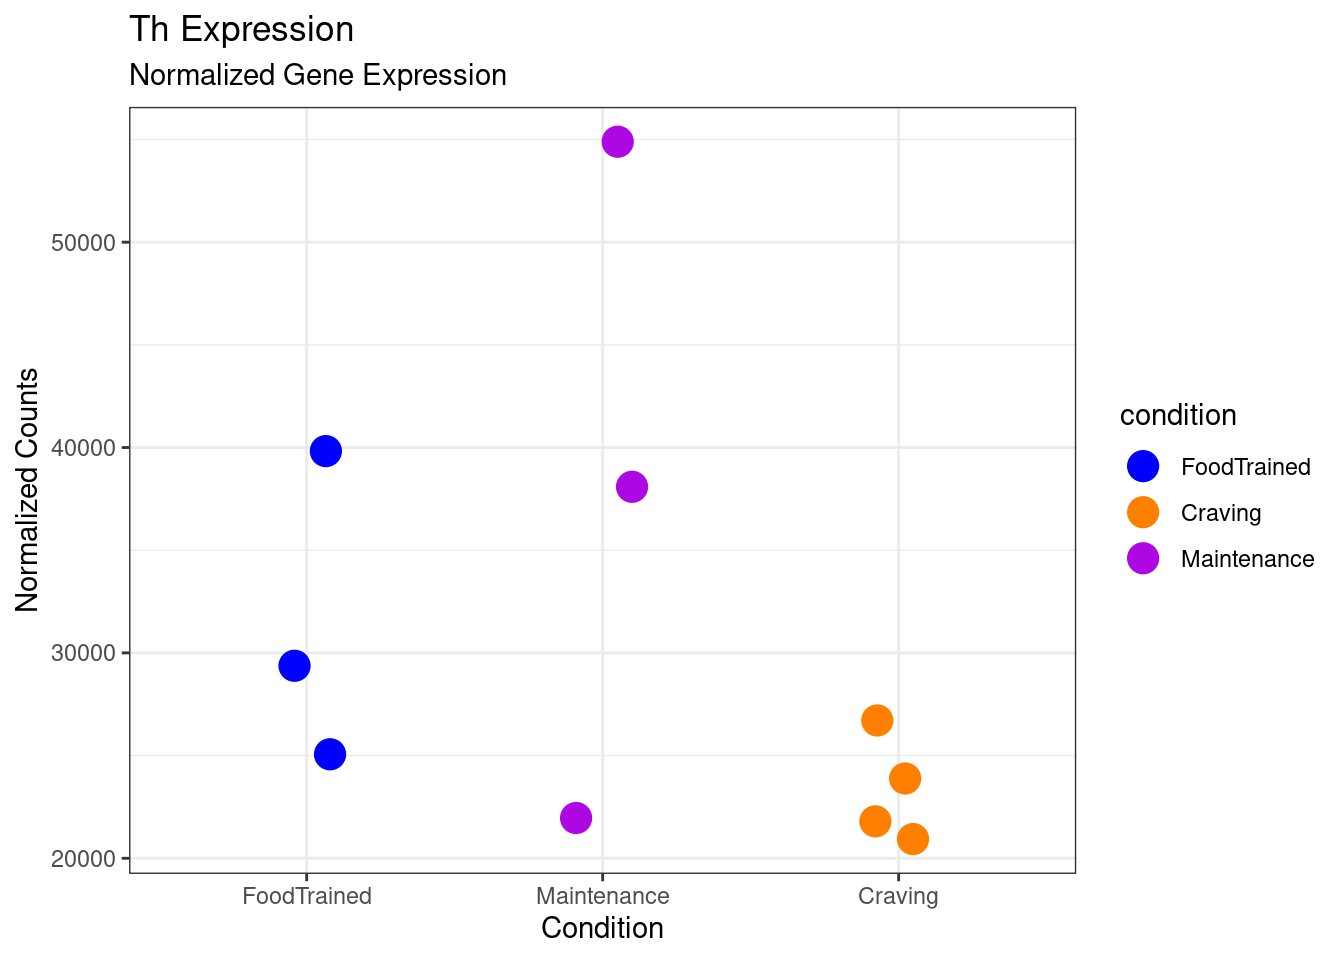 Th Expression
Normalized Gene Expression
Normalized Counts
50000
40000
30000
20000
FoodTrained
Maintenance
Craving
Condition
condition
FoodTrained
Craving
Maintenance